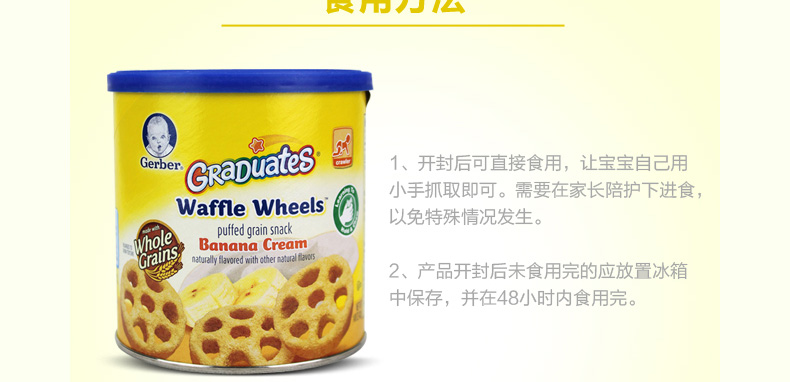 食用方法
Gerber
GRADUATES
crawler
Waffle Wheels™
puffed grain snack
Banana Cream
naturally flavored with other natural flavors
made with
Whole
Grains
1、开封后可直接食用，让宝宝自己用
小手抓取即可。需要在家长陪护下进食，
以免特殊情况发生。
2、产品开封后未食用完的应放置冰箱
中保存，并在48小时内食用完。